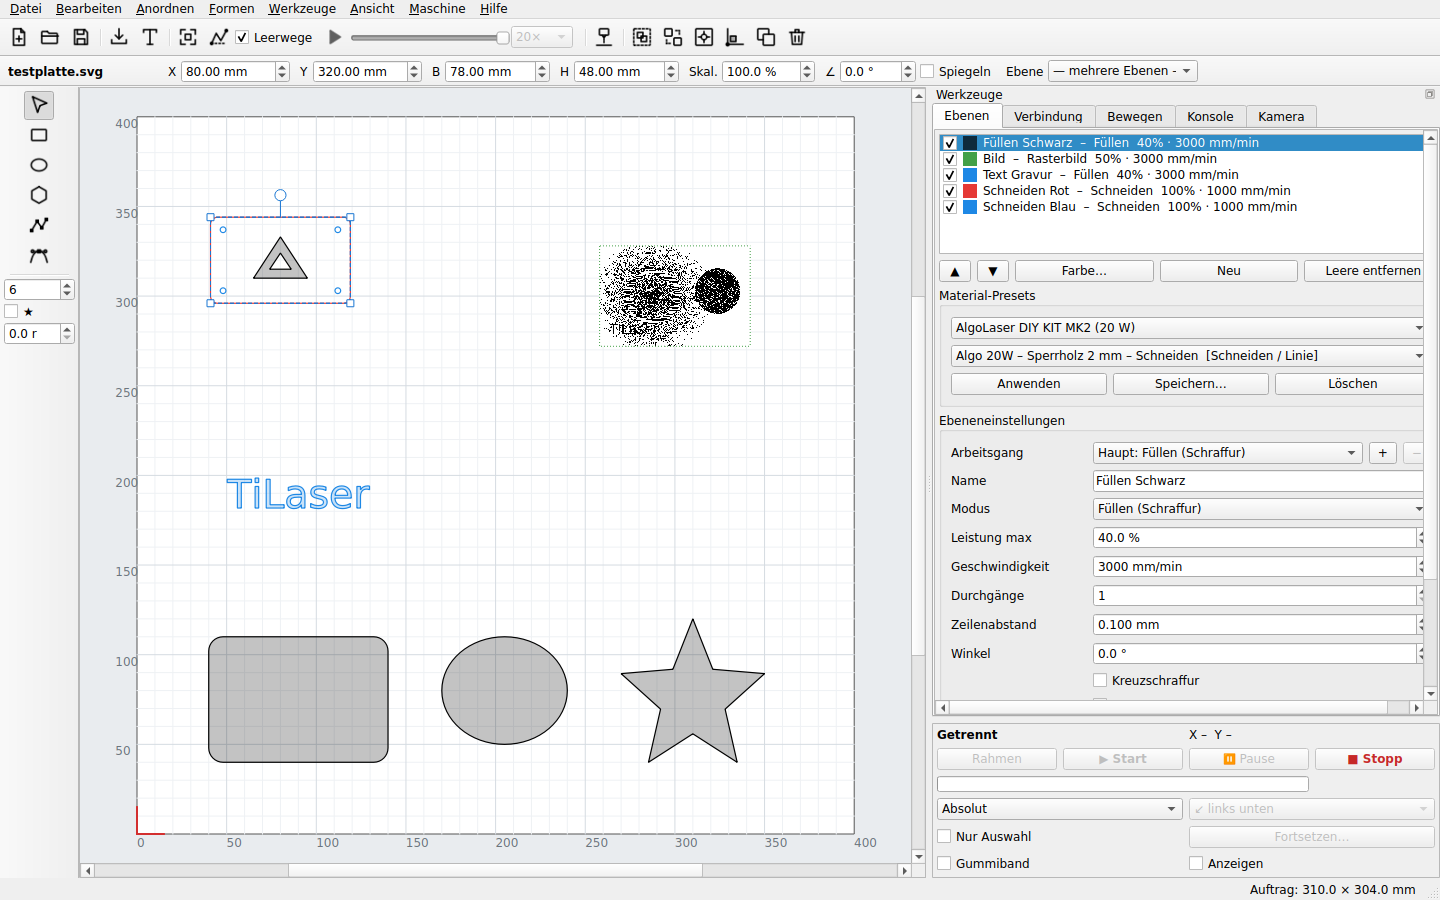 Datei Bearbeiten Anordnen Formen Werkzeuge Ansicht Maschine Hilfe
Leerwege 20×
testplatte.svg X 80.00 mm Y 320.00 mm B 78.00 mm H 48.00 mm Skal. 100.0 % ∠ 0.0 ° Spiegeln Ebene — mehrere Ebenen -
6
★
0.0 r
400
350
300
250
200
150
100
50
0 50 100 150 200 250 300 350 400
TiLaser
TiLaser
Werkzeuge
Ebenen Verbindung Bewegen Konsole Kamera
Füllen Schwarz – Füllen 40% · 3000 mm/min
Bild – Rasterbild 50% · 3000 mm/min
Text Gravur – Füllen 40% · 3000 mm/min
Schneiden Rot – Schneiden 100% · 1000 mm/min
Schneiden Blau – Schneiden 100% · 1000 mm/min
▲ ▼ Farbe... Neu Leere entfernen
Material-Presets
AlgoLaser DIY KIT MK2 (20 W)
Algo 20W – Sperrholz 2 mm – Schneiden [Schneiden / Linie]
Anwenden Speichern... Löschen
Ebeneneinstellungen
Arbeitsgang Haupt: Füllen (Schraffur) + −
Name Füllen Schwarz
Modus Füllen (Schraffur)
Leistung max 40.0 %
Geschwindigkeit 3000 mm/min
Durchgänge 1
Zeilenabstand 0.100 mm
Winkel 0.0 °
Kreuzschraffur
Getrennt X – Y –
Rahmen ▶ Start ⏸ Pause ■ Stopp
Absolut ↙ links unten
Nur Auswahl Fortsetzen...
Gummiband Anzeigen
Auftrag: 310.0 × 304.0 mm